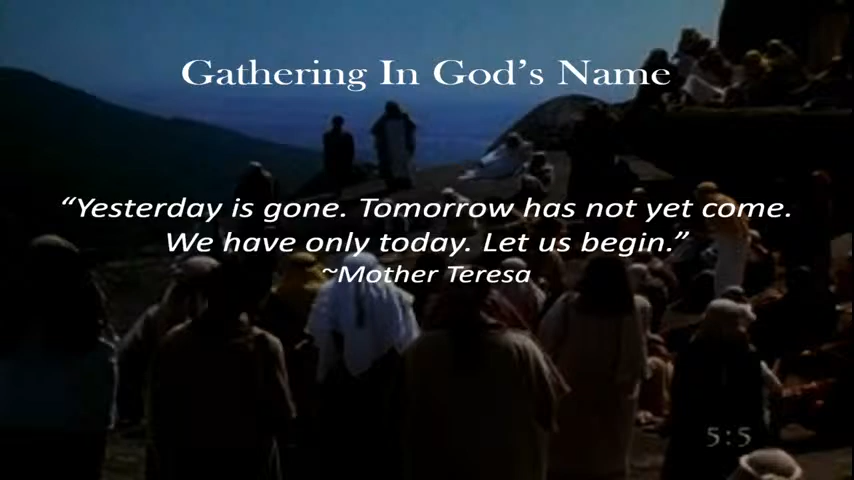 Gathering In God’s Name
“Yesterday is gone. Tomorrow has not yet come.
We have only today. Let us begin.”
~Mother Teresa
5:5